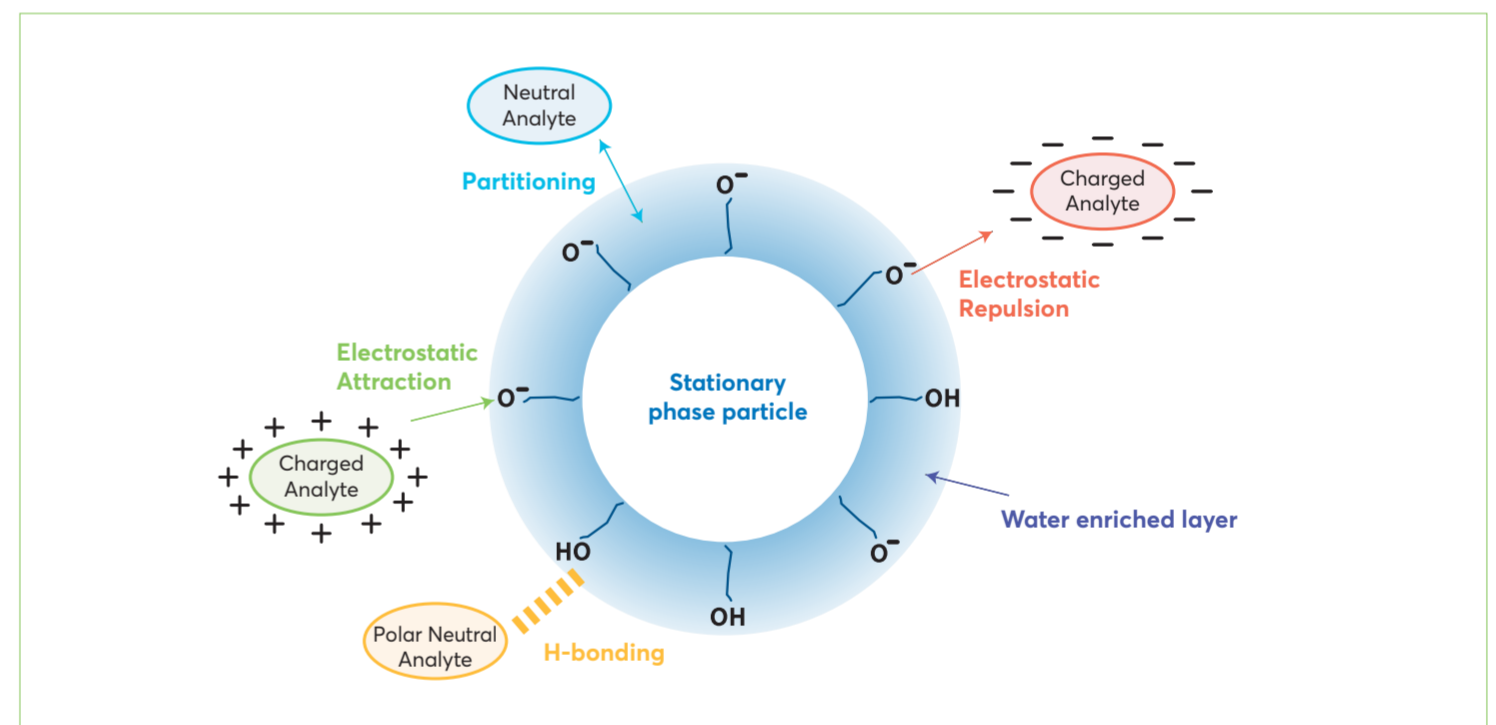 Neutral
Analyte
Partitioning
O−
O−
O−
Charged
Analyte
Electrostatic
Repulsion
Electrostatic
Attraction
O−
Stationary
phase particle
OH
Charged
Analyte
Water enriched layer
HO
O−
OH
Polar Neutral
Analyte
H-bonding
− − − − − − − − − − − −
+ + + + + + + + + + + +